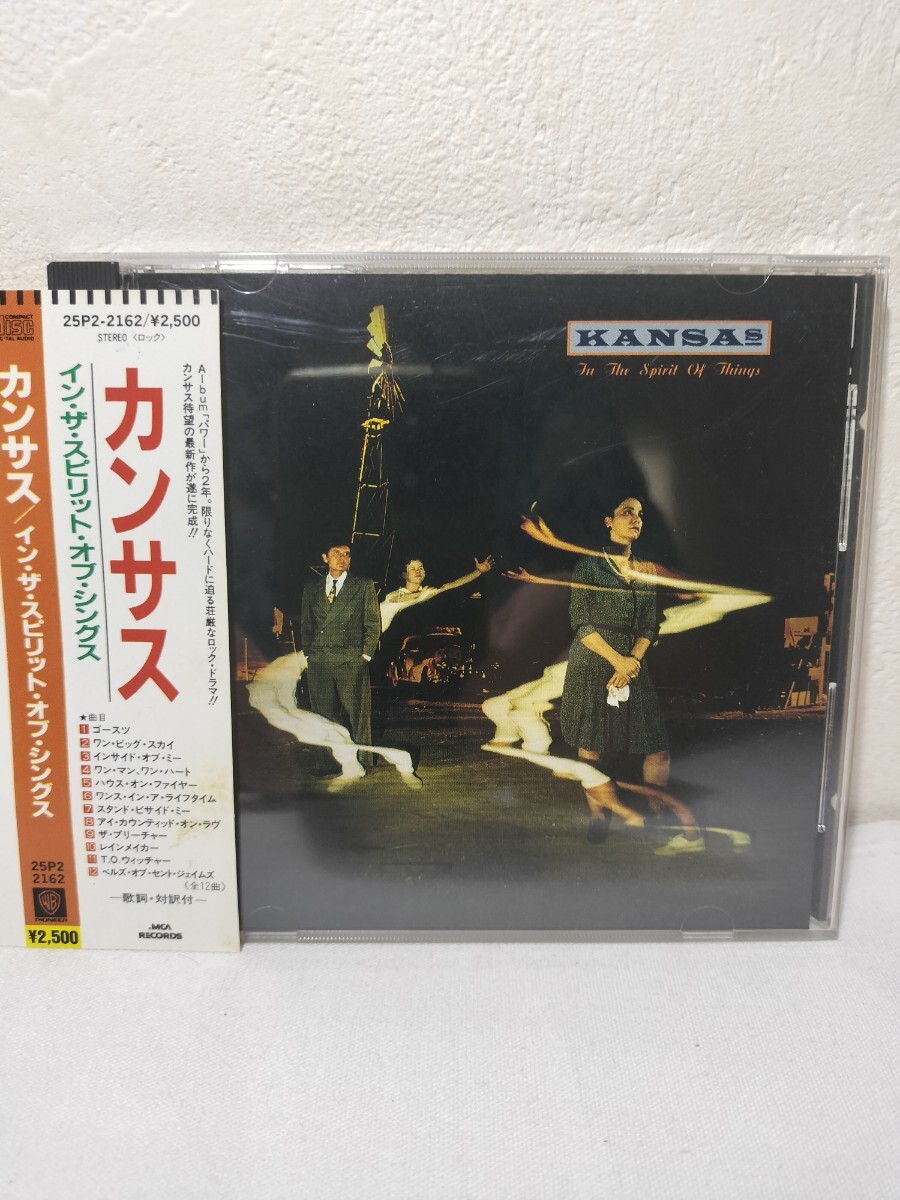 COMPACT
disc
DIGITAL AUDIO
カンサス/イン・ザ・スピリット・オブ・シングス
25P2
2162
WB
PIONEER
¥2,500
25P2-2162/¥2,500
STEREO〈ロック〉
カンサス
イン・ザ・スピリット・オブ・シングス
Album「パワー」から2年。限りなくハードに迫る荘厳なロック・ドラマ!!
カンサス待望の最新作が遂に完成!!
★曲目
1 ゴースツ
2 ワン・ビッグ・スカイ
3 インサイド・オブ・ミー
4 ワン・マン、ワン・ハート
5 ハウス・オン・ファイヤー
6 ワンス・イン・ア・ライフタイム
7 スタンド・ビサイド・ミー
8 アイ・カウンティッド・オン・ラヴ
9 ザ・プリーチャー
10 レインメイカー
11 T.O.ウィッチャー
12 ベルズ・オブ・セント・ジェイムズ
〈全12曲〉
―歌詞・対訳付―
MCA
RECORDS
KANSAS
In The Spirit Of Things